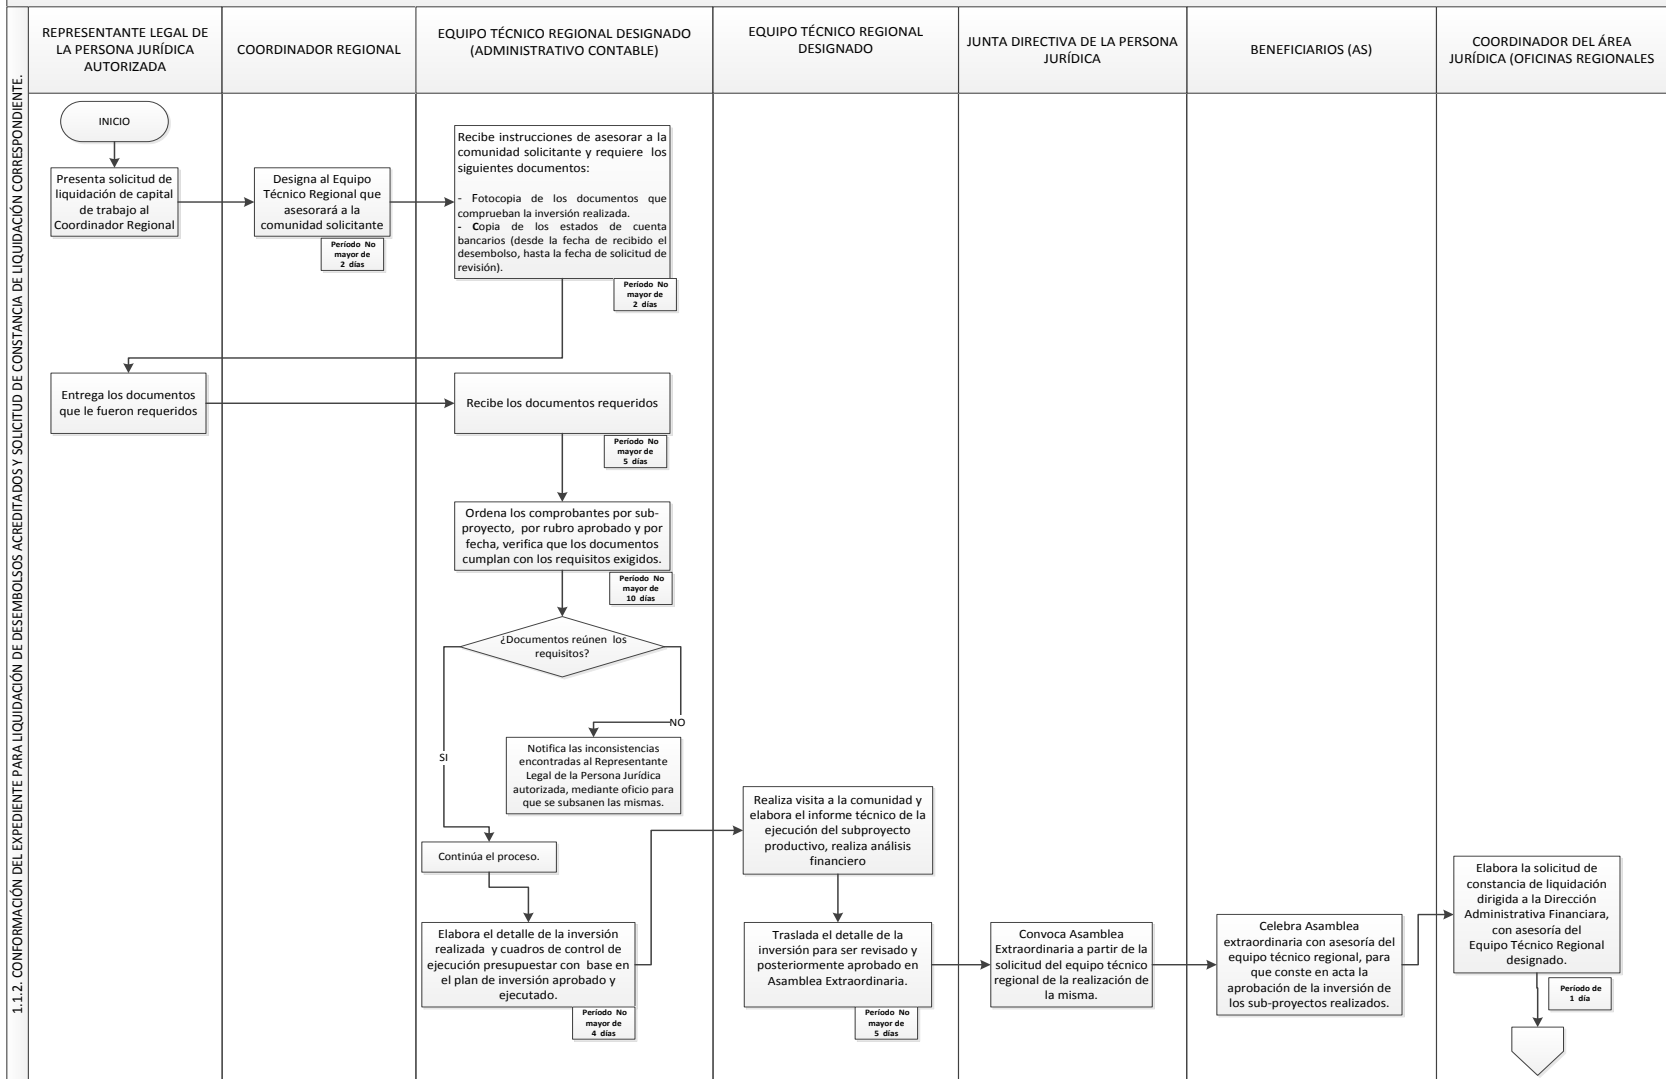 1.1.2. CONFORMACIÓN DEL EXPEDIENTE PARA LIQUIDACIÓN DE DESEMBOLSOS ACREDITADOS Y SOLICITUD DE CONSTANCIA DE LIQUIDACIÓN CORRESPONDIENTE.
REPRESENTANTE LEGAL DE
LA PERSONA JURÍDICA
AUTORIZADA
COORDINADOR REGIONAL
EQUIPO TÉCNICO REGIONAL DESIGNADO
(ADMINISTRATIVO CONTABLE)
EQUIPO TÉCNICO REGIONAL
DESIGNADO
JUNTA DIRECTIVA DE LA PERSONA
JURÍDICA
BENEFICIARIOS (AS)
COORDINADOR DEL ÁREA
JURÍDICA (OFICINAS REGIONALES
INICIO
Presenta solicitud de
liquidación de capital
de trabajo al
Coordinador Regional
Designa al Equipo
Técnico Regional que
asesorará a la
comunidad solicitante
Período No
mayor de
2 días
Recibe instrucciones de asesorar a la
comunidad solicitante y requiere los
siguientes documentos:
- Fotocopia de los documentos que
comprueban la inversión realizada.
- Copia de los estados de cuenta
bancarios (desde la fecha de recibido el
desembolso, hasta la fecha de solicitud de
revisión).
Período No
mayor de
2 días
Entrega los documentos
que le fueron requeridos
Recibe los documentos requeridos
Período No
mayor de
5 días
Ordena los comprobantes por sub-
proyecto, por rubro aprobado y por
fecha, verifica que los documentos
cumplan con los requisitos exigidos.
Período No
mayor de
10 días
¿Documentos reúnen los
requisitos?
NO
SI
Notifica las inconsistencias
encontradas al Representante
Legal de la Persona Jurídica
autorizada, mediante oficio para
que se subsanen las mismas.
Continúa el proceso.
Elabora el detalle de la inversión
realizada y cuadros de control de
ejecución presupuestar con base en
el plan de inversión aprobado y
ejecutado.
Período No
mayor de
4 días
Realiza visita a la comunidad y
elabora el informe técnico de la
ejecución del subproyecto
productivo, realiza análisis
financiero
Traslada el detalle de la
inversión para ser revisado y
posteriormente aprobado en
Asamblea Extraordinaria.
Período No
mayor de
5 días
Convoca Asamblea
Extraordinaria a partir de la
solicitud del equipo técnico
regional de la realización de
la misma.
Celebra Asamblea
extraordinaria con asesoría del
equipo técnico regional, para
que conste en acta la
aprobación de la inversión de
los sub-proyectos realizados.
Elabora la solicitud de
constancia de liquidación
dirigida a la Dirección
Administrativa Financiara,
con asesoría del
Equipo Técnico Regional
designado.
Período de
1 día